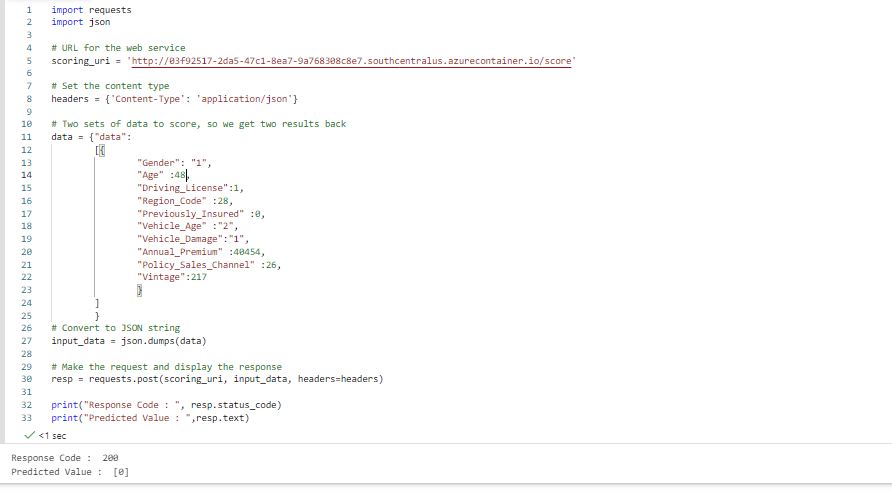 1 import requests
2 import json
3
4 # URL for the web service
5 scoring_uri = 'http://03f92517-2da5-47c1-8ea7-9a768308c8e7.southcentralus.azurecontainer.io/score'
6
7 # Set the content type
8 headers = {'Content-Type': 'application/json'}
9
10 # Two sets of data to score, so we get two results back
11 data = {"data":
12 [{
13 "Gender": "1",
14 "Age" :48,
15 "Driving_License":1,
16 "Region_Code" :28,
17 "Previously_Insured" :0,
18 "Vehicle_Age" :"2",
19 "Vehicle_Damage":"1",
20 "Annual_Premium" :40454,
21 "Policy_Sales_Channel" :26,
22 "Vintage":217
23 }
24 ]
25 }
26 # Convert to JSON string
27 input_data = json.dumps(data)
28
29 # Make the request and display the response
30 resp = requests.post(scoring_uri, input_data, headers=headers)
31
32 print("Response Code : ", resp.status_code)
33 print("Predicted Value : ",resp.text)
<1 sec
Response Code :  200
Predicted Value :  [0]